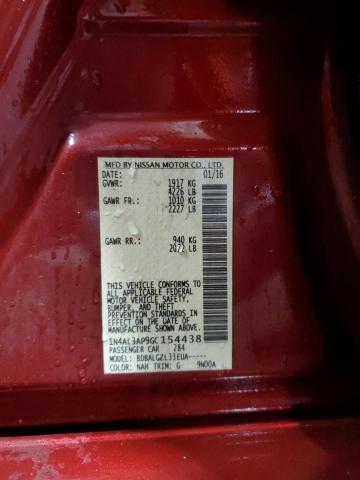 MFD BY NISSAN MOTOR CO., LTD.
DATE: 01/16
GVWR: 1917 KG
4226 LB
GAWR FR.: 1010 KG
2227 LB
GAWR RR.: 940 KG
2072 LB
THIS VEHICLE CONFORMS TO
ALL APPLICABLE FEDERAL
MOTOR VEHICLE SAFETY,
BUMPER, AND THEFT
PREVENTION STANDARDS
IN EFFECT ON THE DATE OF
MANUFACTURE SHOWN ABOVE.
1N4AL3AP9GC154438
PASSENGER CAR 284
MODEL: BDBALGZL33EUA-----
COLOR: NAH TRIM: G 9N00A